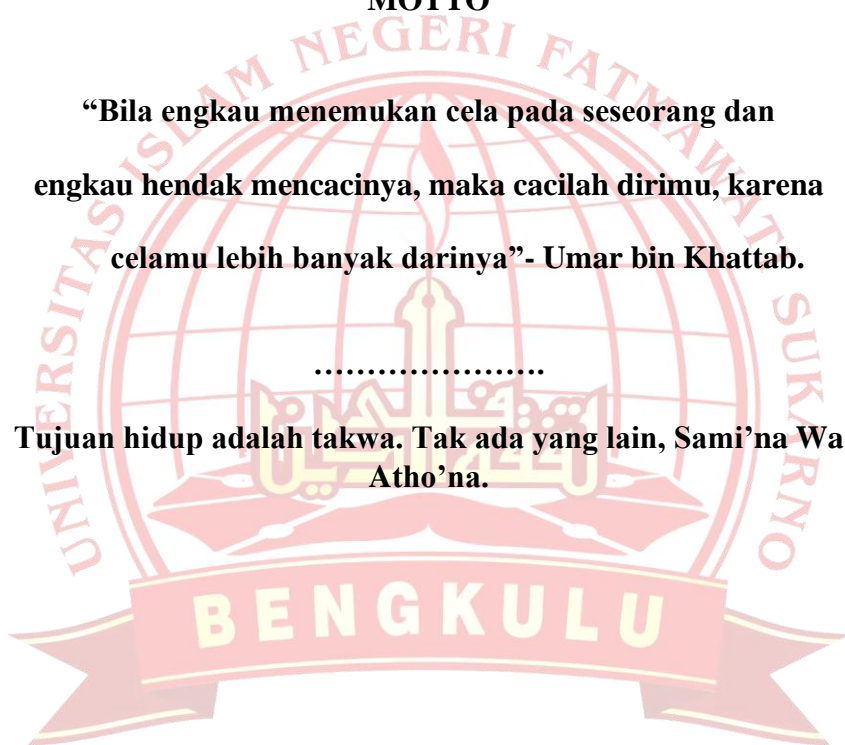 MOTTO
“Bila engkau menemukan cela pada seseorang dan
engkau hendak mencacinya, maka cacilah dirimu, karena
celamu lebih banyak darinya”- Umar bin Khattab.
…………………….
Tujuan hidup adalah takwa. Tak ada yang lain, Sami’na Wa
Atho’na.
UNIVERSITAS ISLAM NEGERI FATMAWATI SUKARNO
BENGKULU